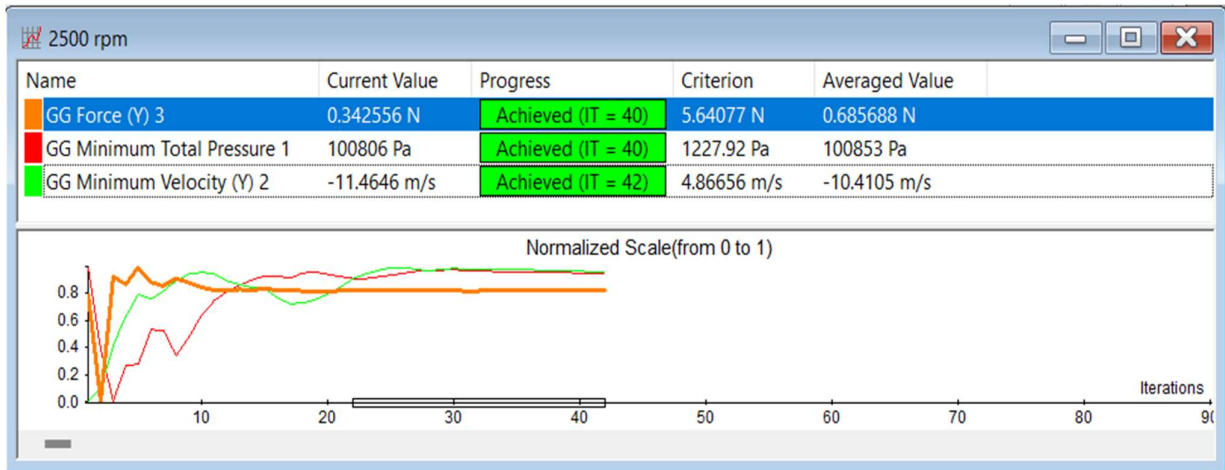 2500 rpm
Name Current Value Progress Criterion Averaged Value
GG Force (Y) 3 0.342556 N Achieved (IT = 40) 5.64077 N 0.685688 N
GG Minimum Total Pressure 1 100806 Pa Achieved (IT = 40) 1227.92 Pa 100853 Pa
GG Minimum Velocity (Y) 2 -11.4646 m/s Achieved (IT = 42) 4.86656 m/s -10.4105 m/s
Normalized Scale(from 0 to 1)
0.8
0.6
0.4
0.2
0.0
Iterations
10 20 30 40 50 60 70 80